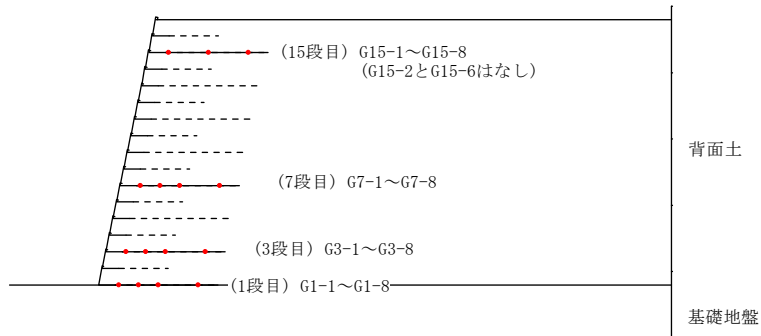 (15段目) G15-1～G15-8
(G15-2とG15-6はなし)
背面土
(7段目) G7-1～G7-8
(3段目) G3-1～G3-8
(1段目) G1-1～G1-8
基礎地盤